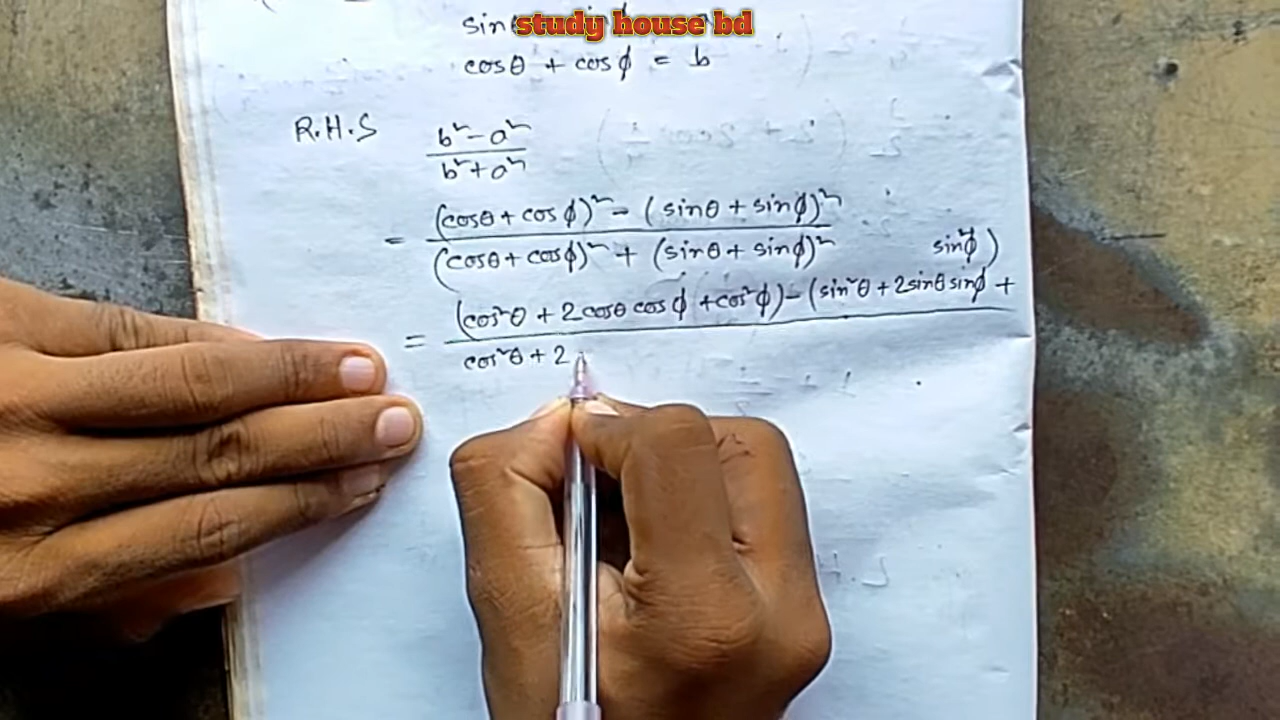 study house bd
sinθ
cosθ + cosϕ = b
R.H.S b² - a²
b² + a²
(cosθ + cosϕ)² - (sinθ + sinϕ)²
= (cosθ + cosϕ)² + (sinθ + sinϕ)²
sin²ϕ)
(cos²θ + 2cosθ cosϕ + cos²ϕ) - (sin²θ + 2sinθ sinϕ +
= cos²θ + 2